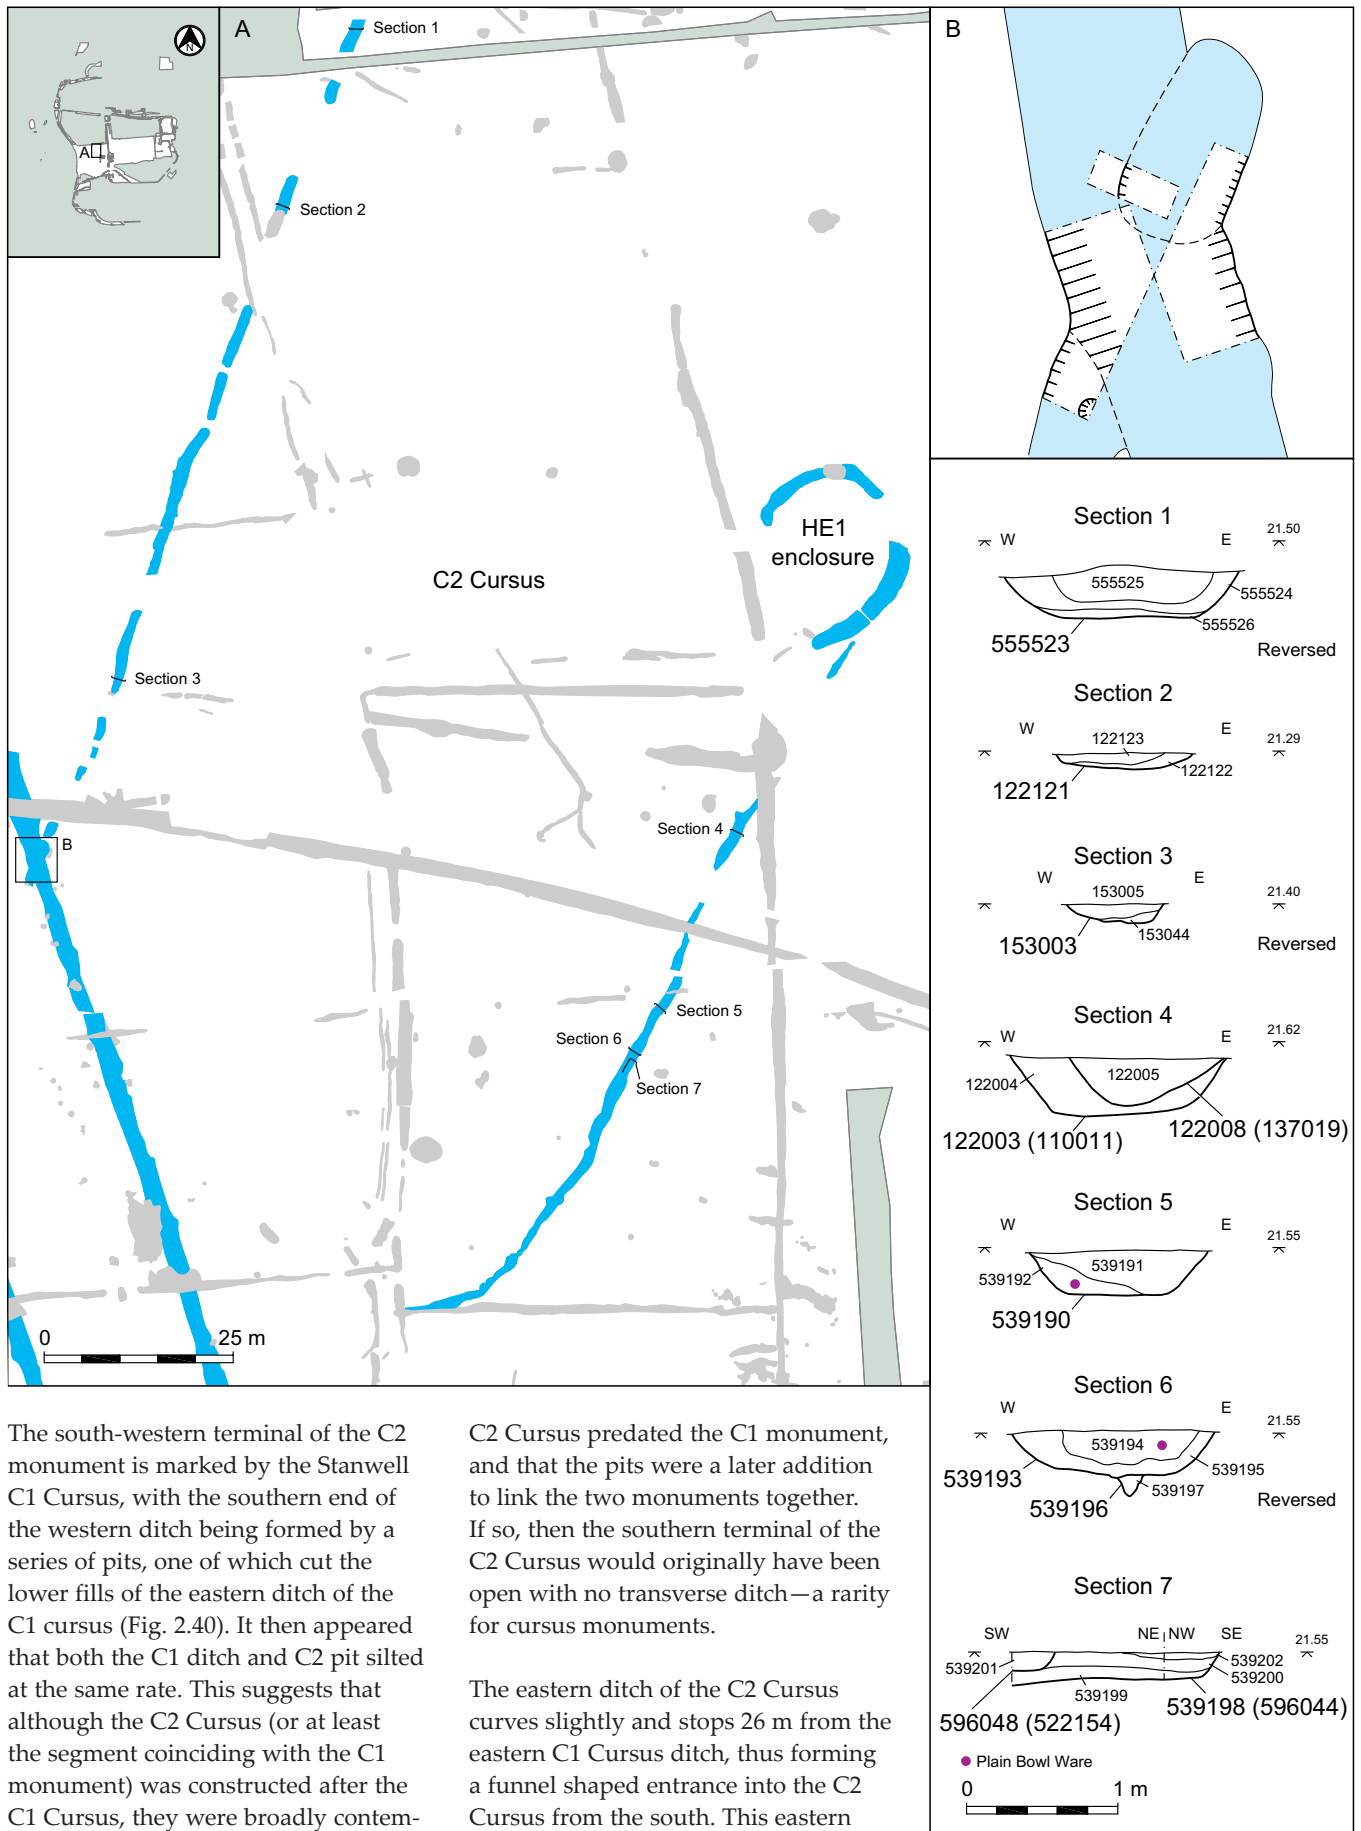 N
A
A
Section 1
Section 2
C2 Cursus
HE1
enclosure
Section 3
Section 4
B
Section 5
Section 6
Section 7
0
25 m
B
Section 1
W
E
21.50
555525
555524
555526
555523
Reversed
Section 2
W
E
21.29
122123
122122
122121
Section 3
W
E
21.40
153005
153044
153003
Reversed
Section 4
W
E
21.62
122004
122005
122003 (110011)
122008 (137019)
Section 5
W
E
21.55
539191
539192
539190
Section 6
W
E
21.55
539194
539193
539195
539197
539196
Reversed
Section 7
SW
NE
NW
SE
21.55
539201
539202
539200
539199
539198 (596044)
596048 (522154)
Plain Bowl Ware
0
1 m
The south-western terminal of the C2
monument is marked by the Stanwell
C1 Cursus, with the southern end of
the western ditch being formed by a
series of pits, one of which cut the
lower fills of the eastern ditch of the
C1 cursus (Fig. 2.40). It then appeared
that both the C1 ditch and C2 pit silted
at the same rate. This suggests that
although the C2 Cursus (or at least
the segment coinciding with the C1
monument) was constructed after the
C1 Cursus, they were broadly contem-
C2 Cursus predated the C1 monument,
and that the pits were a later addition
to link the two monuments together.
If so, then the southern terminal of the
C2 Cursus would originally have been
open with no transverse ditch—a rarity
for cursus monuments.
The eastern ditch of the C2 Cursus
curves slightly and stops 26 m from the
eastern C1 Cursus ditch, thus forming
a funnel shaped entrance into the C2
Cursus from the south. This eastern